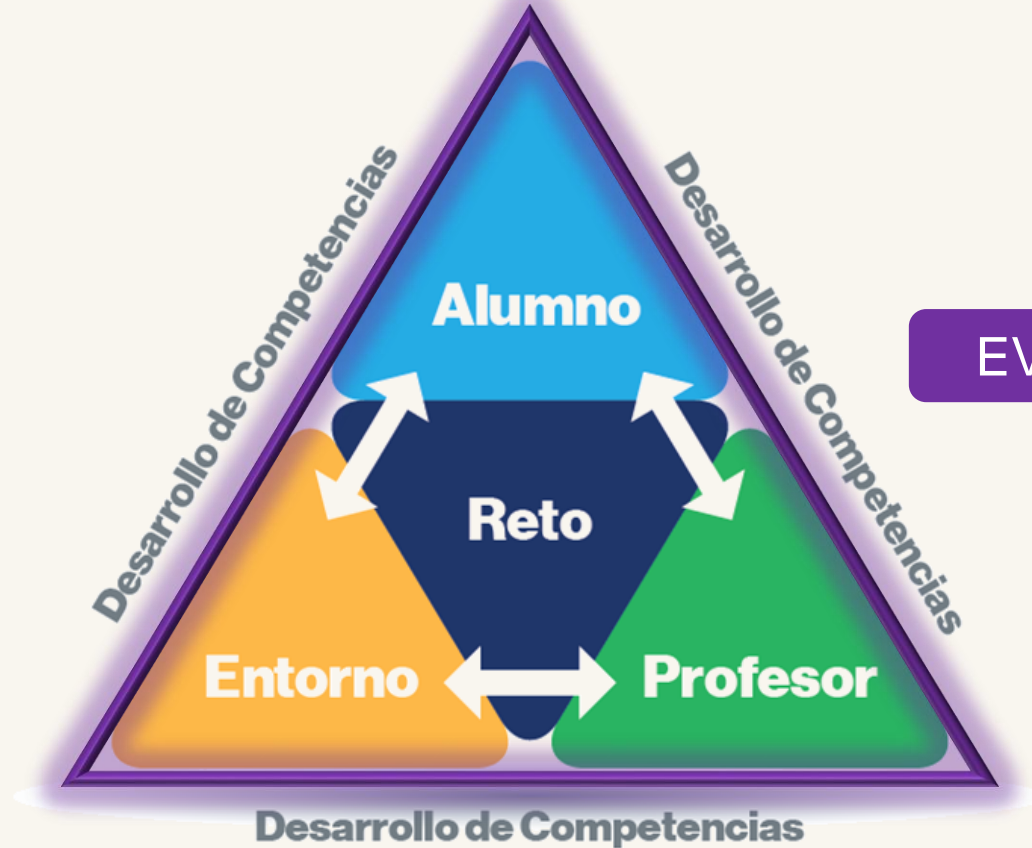 Desarrollo de Competencias
Desarrollo de Competencias
Alumno
Reto
Entorno
Profesor
Desarrollo de Competencias